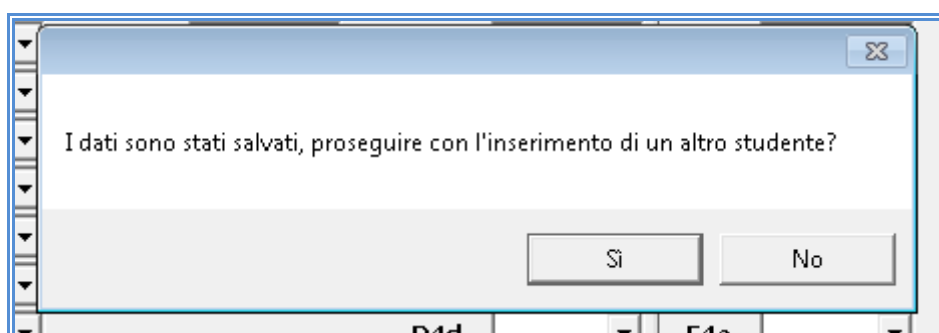 I dati sono stati salvati, proseguire con l'inserimento di un altro studente?
Sì No